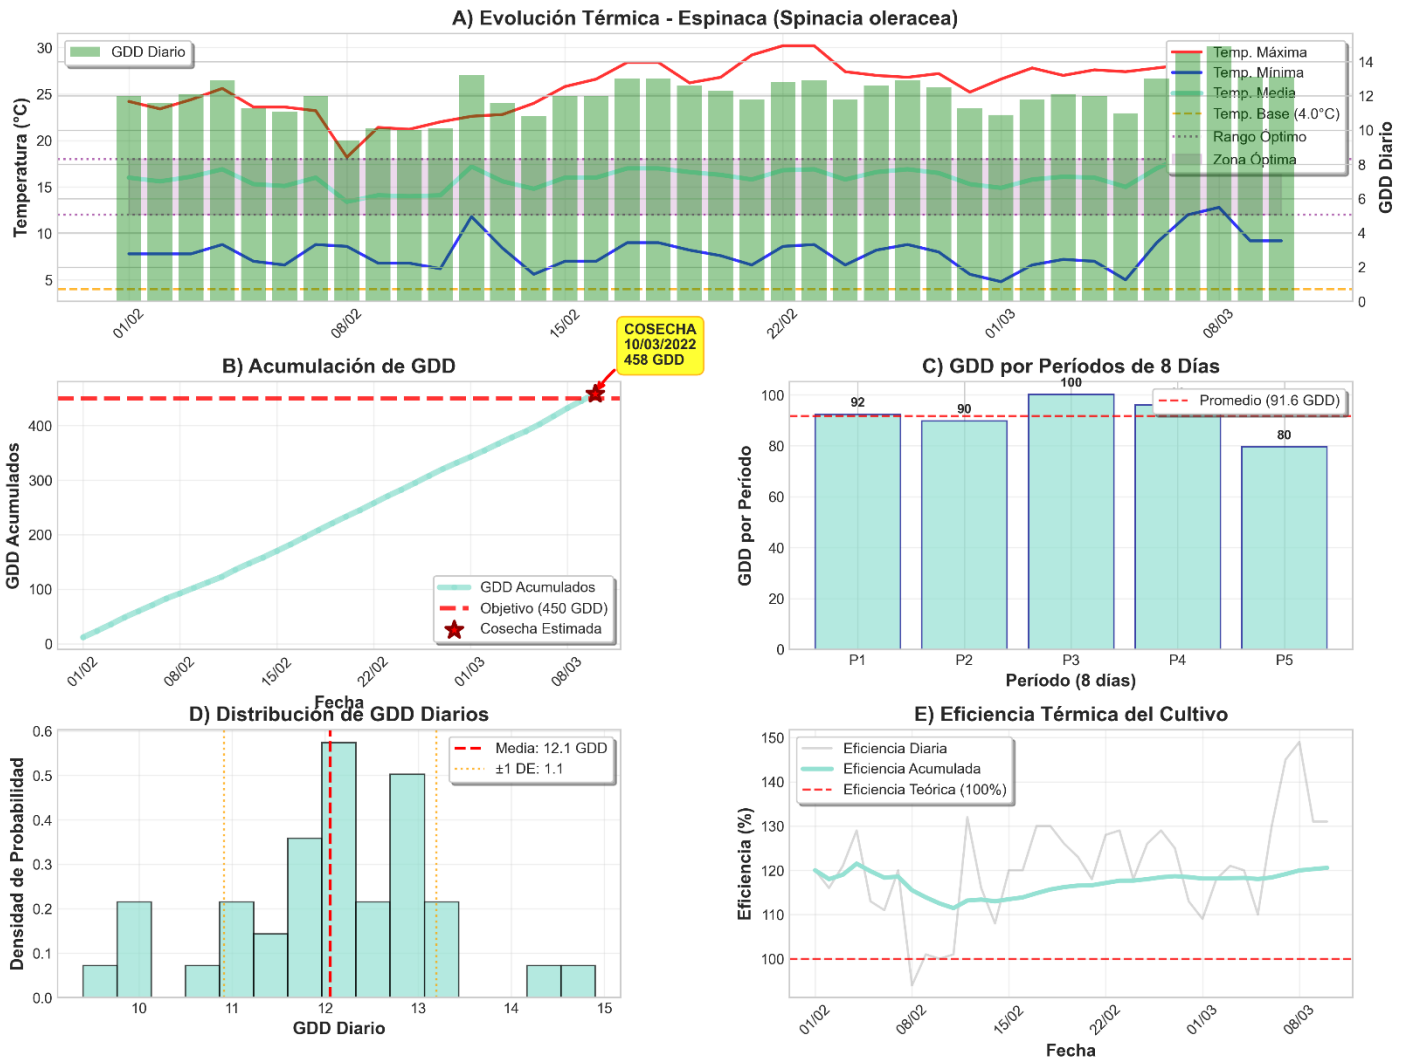 A) Evolución Térmica - Espinaca (Spinacia oleracea)
GDD Diario
Temp. Máxima
Temp. Mínima
Temp. Media
Temp. Base (4.0°C)
Rango Óptimo
Zona Óptima
Temperatura (°C)
30
25
20
15
10
5
14
12
10
8
6
4
2
0
GDD Diario
01/02
08/02
15/02
22/02
01/03
08/03
COSECHA
10/03/2022
458 GDD
B) Acumulación de GDD
GDD Acumulados
400
300
200
100
0
GDD Acumulados
Objetivo (450 GDD)
Cosecha Estimada
01/02
08/02
15/02
22/02
01/03
08/03
Fecha
C) GDD por Períodos de 8 Días
GDD por Período
100
80
60
40
20
0
92
90
100
80
Promedio (91.6 GDD)
P1
P2
P3
P4
P5
Período (8 días)
D) Distribución de GDD Diarios
Densidad de Probabilidad
0.6
0.5
0.4
0.3
0.2
0.1
0.0
Media: 12.1 GDD
±1 DE: 1.1
10
11
12
13
14
15
GDD Diario
E) Eficiencia Térmica del Cultivo
Eficiencia (%)
150
140
130
120
110
100
Eficiencia Diaria
Eficiencia Acumulada
Eficiencia Teórica (100%)
01/02
08/02
15/02
22/02
01/03
08/03
Fecha